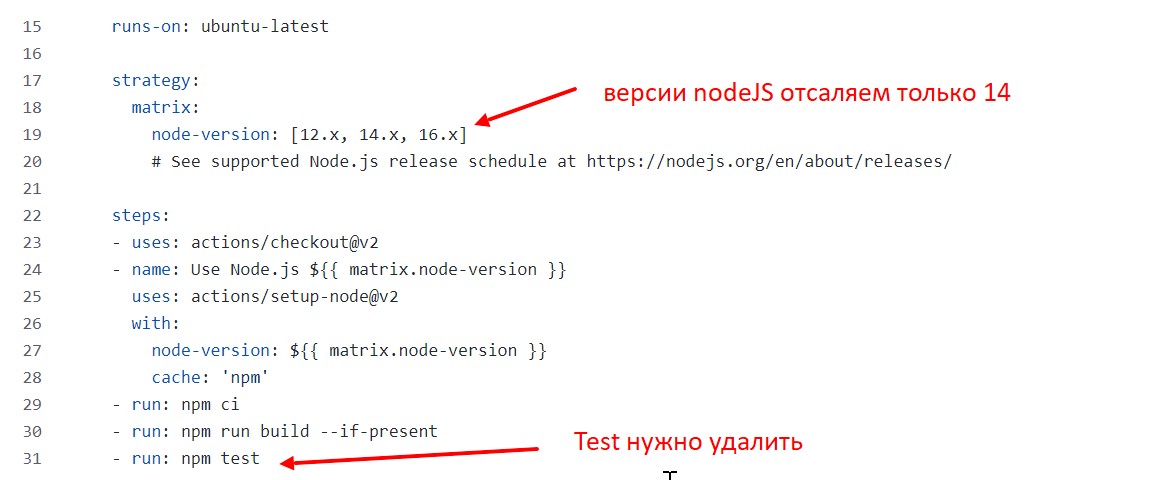 15 runs-on: ubuntu-latest
16
17 strategy:
18 matrix:
версии nodeJS отсаляем только 14
19 node-version: [12.x, 14.x, 16.x]
20 # See supported Node.js release schedule at https://nodejs.org/en/about/releases/
21
22 steps:
23 - uses: actions/checkout@v2
24 - name: Use Node.js ${{ matrix.node-version }}
25 uses: actions/setup-node@v2
26 with:
27 node-version: ${{ matrix.node-version }}
28 cache: 'npm'
29 - run: npm ci
30 - run: npm run build --if-present
Test нужно удалить
31 - run: npm test